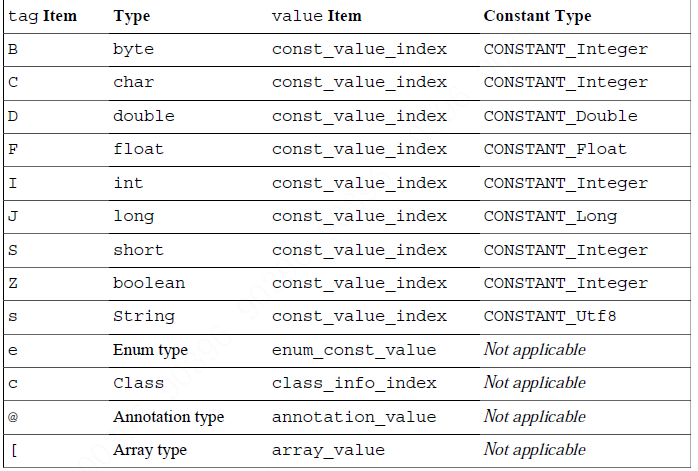 tag Item Type value Item Constant Type
B byte const_value_index CONSTANT_Integer
C char const_value_index CONSTANT_Integer
D double const_value_index CONSTANT_Double
F float const_value_index CONSTANT_Float
I int const_value_index CONSTANT_Integer
J long const_value_index CONSTANT_Long
S short const_value_index CONSTANT_Integer
Z boolean const_value_index CONSTANT_Integer
s String const_value_index CONSTANT_Utf8
e Enum type enum_const_value Not applicable
c Class class_info_index Not applicable
@ Annotation type annotation_value Not applicable
[ Array type array_value Not applicable